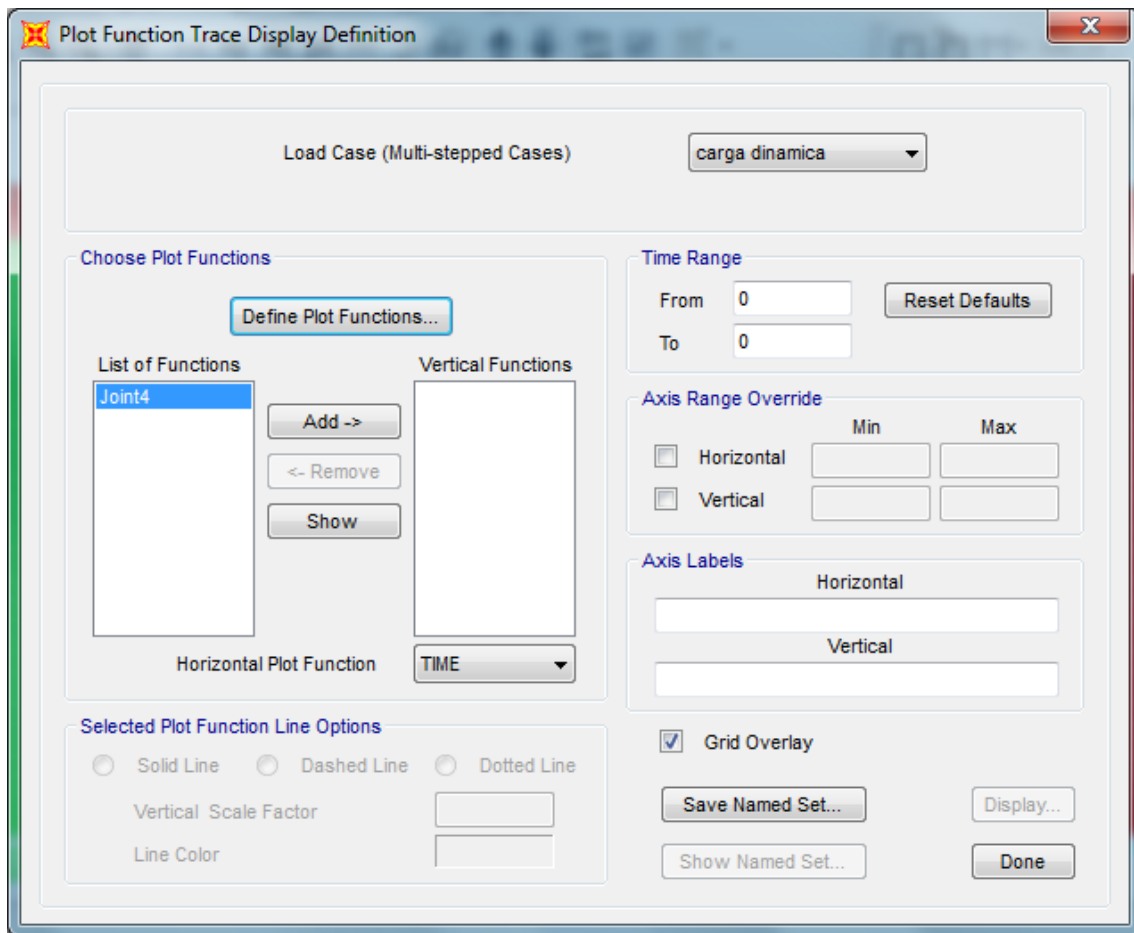 Plot Function Trace Display Definition
Load Case (Multi-stepped Cases)
carga dinamica
Choose Plot Functions
Define Plot Functions...
List of Functions
Vertical Functions
Joint4
Add ->
<- Remove
Show
Horizontal Plot Function
TIME
Selected Plot Function Line Options
Solid Line
Dashed Line
Dotted Line
Vertical Scale Factor
Line Color
Time Range
From
0
Reset Defaults
To
0
Axis Range Override
Min
Max
Horizontal
Vertical
Axis Labels
Horizontal
Vertical
Grid Overlay
Save Named Set...
Display...
Show Named Set...
Done